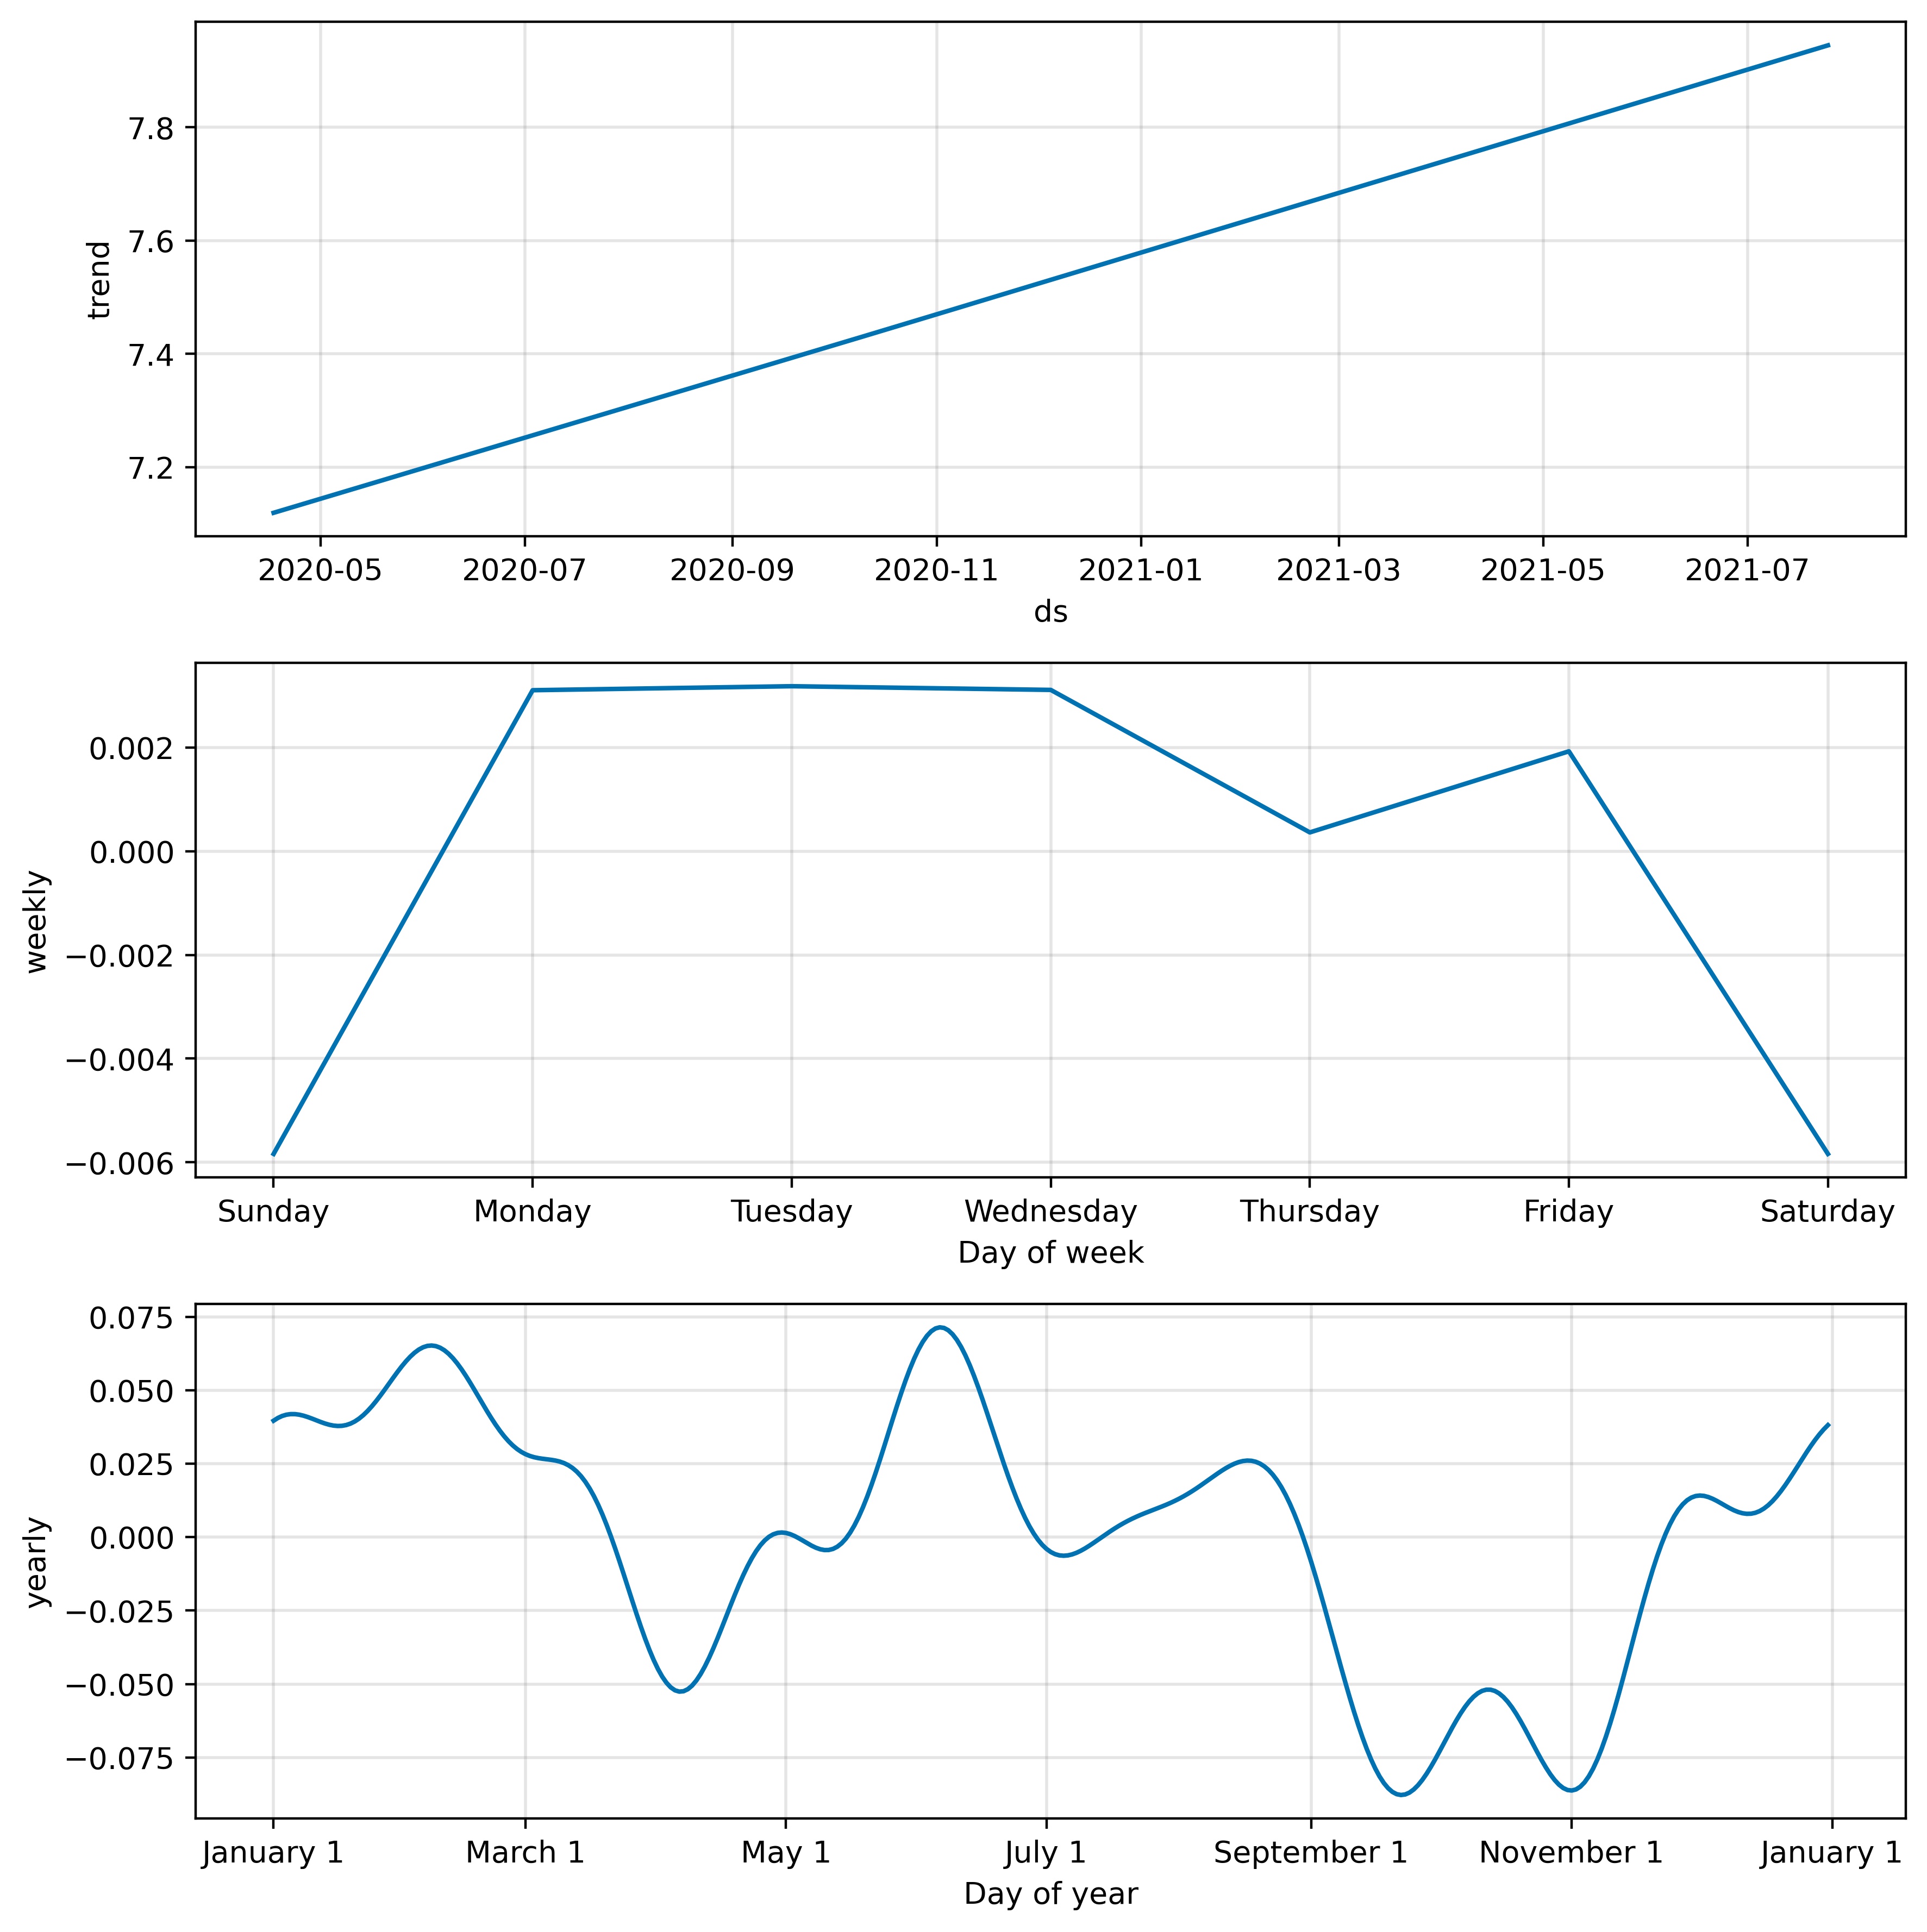 trend
7.8
7.6
7.4
7.2
2020-05 2020-07 2020-09 2020-11 2021-01 2021-03 2021-05 2021-07
ds
weekly
0.002
0.000
−0.002
−0.004
−0.006
Sunday Monday Tuesday Wednesday Thursday Friday Saturday
Day of week
yearly
0.075
0.050
0.025
0.000
−0.025
−0.050
−0.075
January 1 March 1 May 1 July 1 September 1 November 1 January 1
Day of year